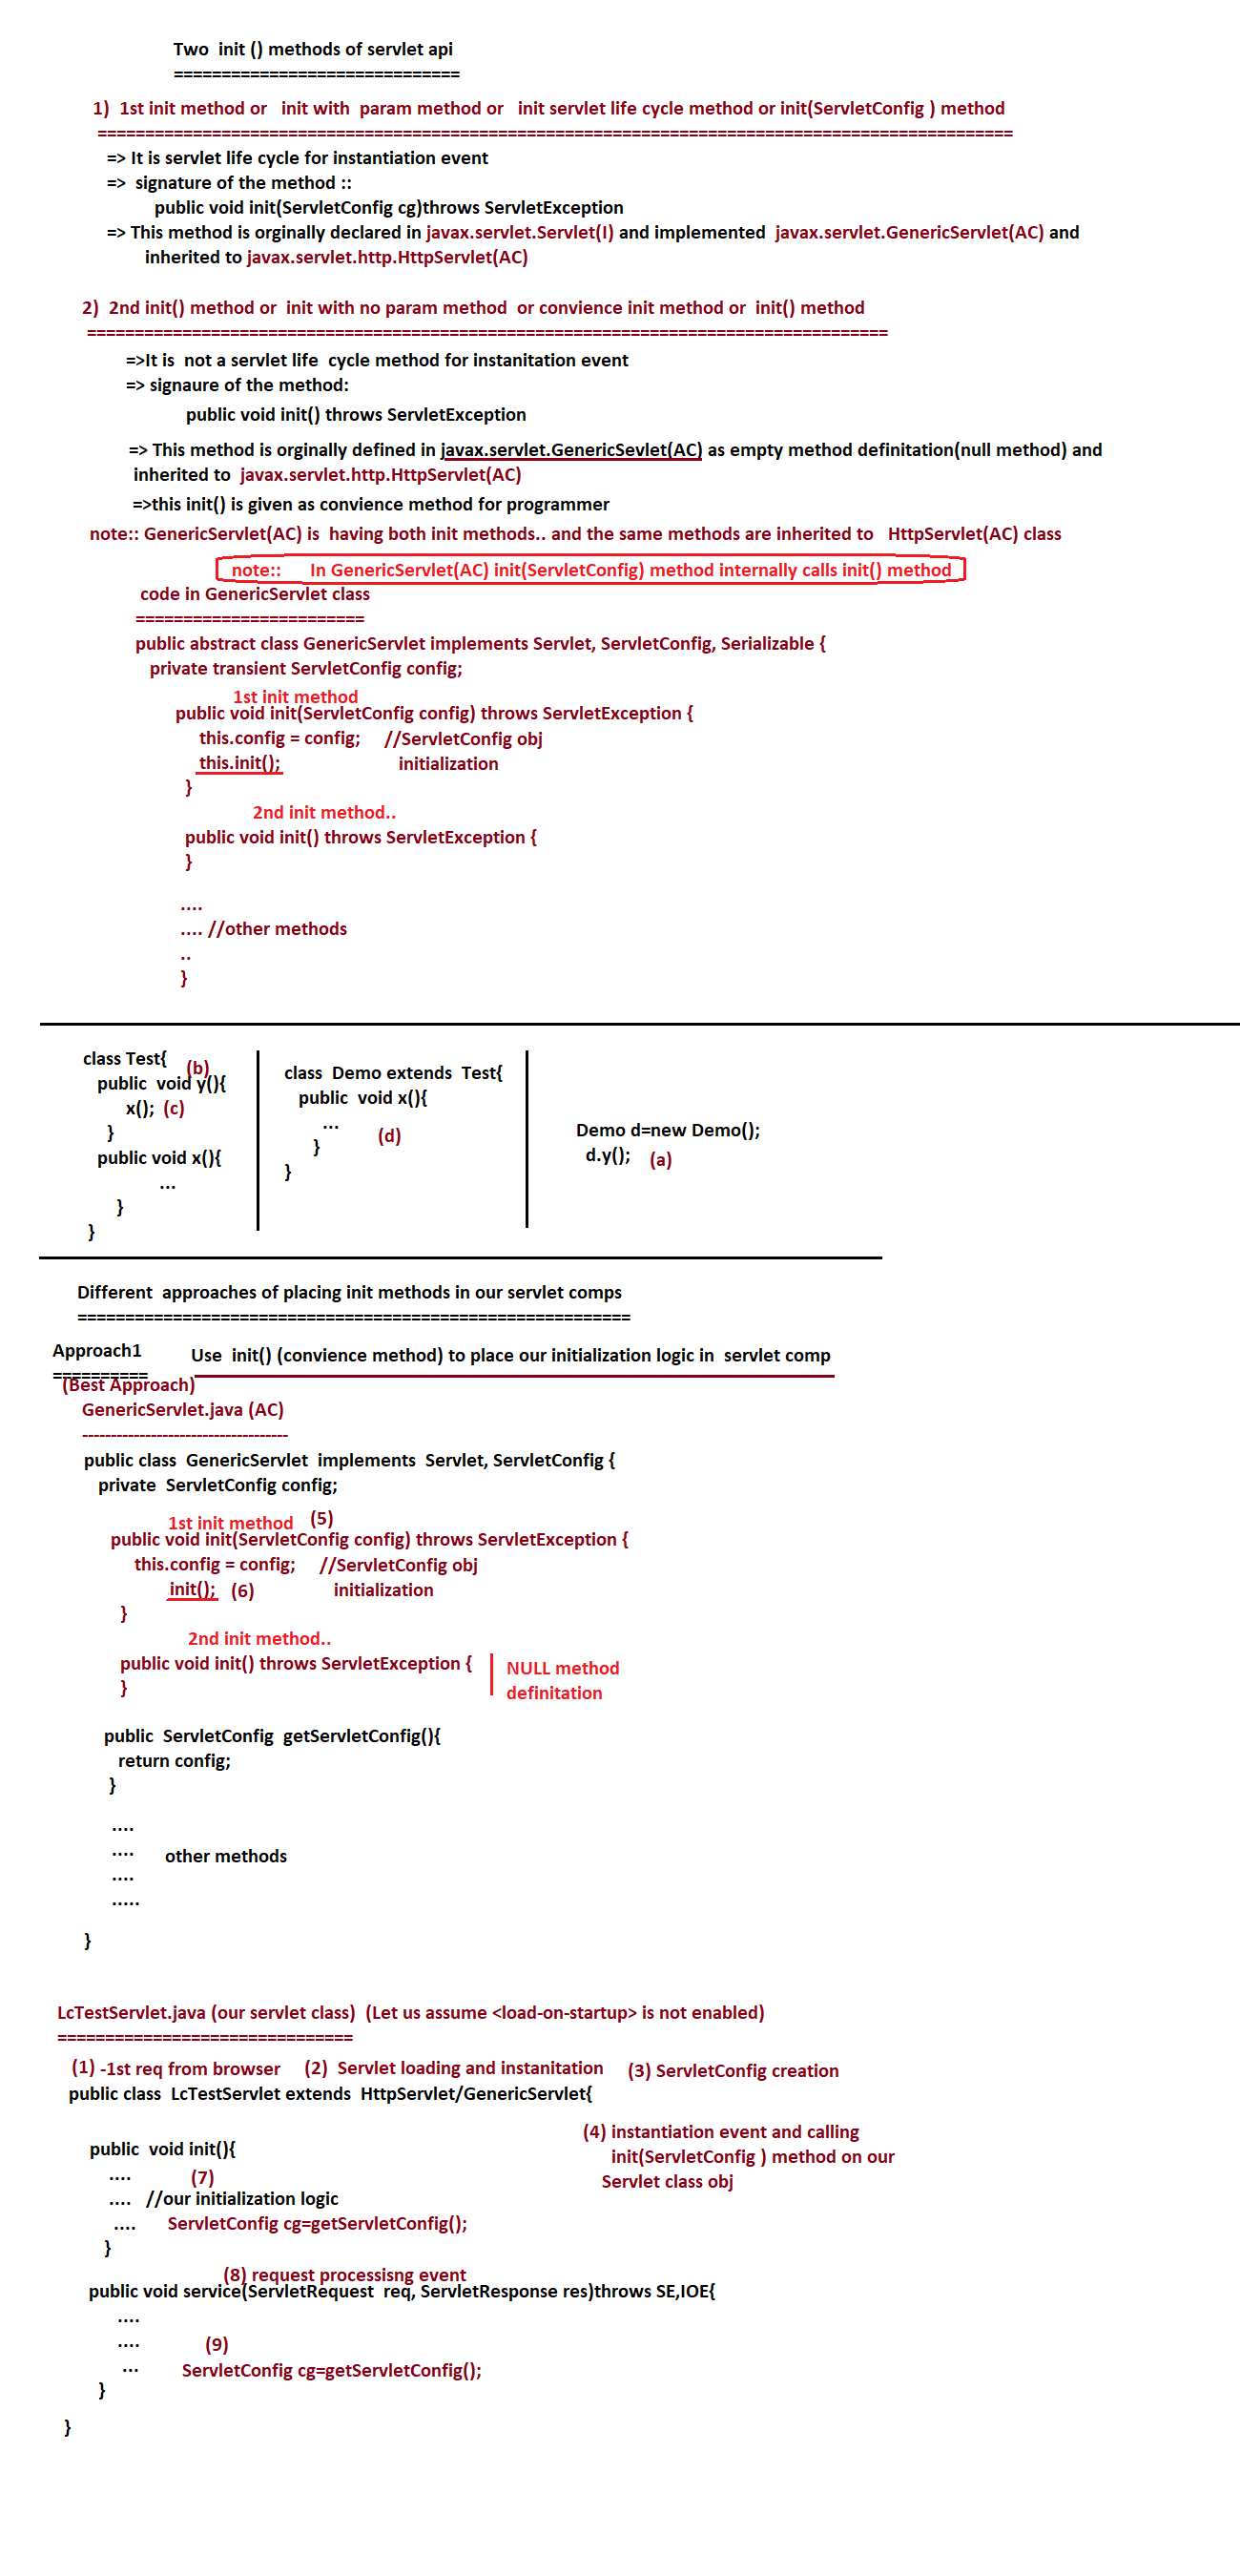 Two  init () methods of servlet api
==============================
1)  1st init method or   init with  param method or   init servlet life cycle method or init(ServletConfig ) method
================================================================================================
=> It is servlet life cycle for instantiation event
=>  signature of the method ::
public void init(ServletConfig cg)throws ServletException
=> This method is orginally declared in javax.servlet.Servlet(I) and implemented  javax.servlet.GenericServlet(AC) and
inherited to javax.servlet.http.HttpServlet(AC)
2)  2nd init() method or  init with no param method  or convience init method or  init() method
====================================================================================
=>It is  not a servlet life  cycle method for instanitation event
=> signaure of the method:
public void init() throws ServletException
=> This method is orginally defined in javax.servlet.GenericSevlet(AC) as empty method definitation(null method) and
inherited to  javax.servlet.http.HttpServlet(AC)
=>this init() is given as convience method for programmer
note:: GenericServlet(AC) is  having both init methods.. and the same methods are inherited to   HttpServlet(AC) class
note::      In GenericServlet(AC) init(ServletConfig) method internally calls init() method
code in GenericServlet class
========================
public abstract class GenericServlet implements Servlet, ServletConfig, Serializable {
private transient ServletConfig config;
1st init method
public void init(ServletConfig config) throws ServletException {
this.config = config;     //ServletConfig obj
this.init();     initialization
}
2nd init method..
public void init() throws ServletException {
}
....
.... //other methods
..
}
class Test{
(b)
public  void y(){
x();  (c)
}
public void x(){
...
}
}
class  Demo extends  Test{
public  void x(){
...
(d)
}
}
Demo d=new Demo();
d.y();    (a)
Different  approaches of placing init methods in our servlet comps
==========================================================
Approach1     Use  init() (convience method) to place our initialization logic in  servlet comp
==========
(Best Approach)
GenericServlet.java (AC)
------------------------------------
public class  GenericServlet  implements  Servlet, ServletConfig {
private  ServletConfig config;
1st init method    (5)
public void init(ServletConfig config) throws ServletException {
this.config = config;     //ServletConfig obj
init();    (6)     initialization
}
2nd init method..
public void init() throws ServletException {     NULL method
}     definitation
public  ServletConfig  getServletConfig(){
return config;
}
....
....     other methods
....
.....
}
LcTestServlet.java (our servlet class)  (Let us assume <load-on-startup> is not enabled)
===============================
(1) -1st req from browser     (2)  Servlet loading and instanitation     (3) ServletConfig creation
public class  LcTestServlet extends  HttpServlet/GenericServlet{
(4) instantiation event and calling
init(ServletConfig ) method on our
Servlet class obj
public  void init(){
....     (7)
....   //our initialization logic
....     ServletConfig cg=getServletConfig();
}
(8) request processisng event
public void service(ServletRequest  req, ServletResponse res)throws SE,IOE{
....
....     (9)
...     ServletConfig cg=getServletConfig();
}
}